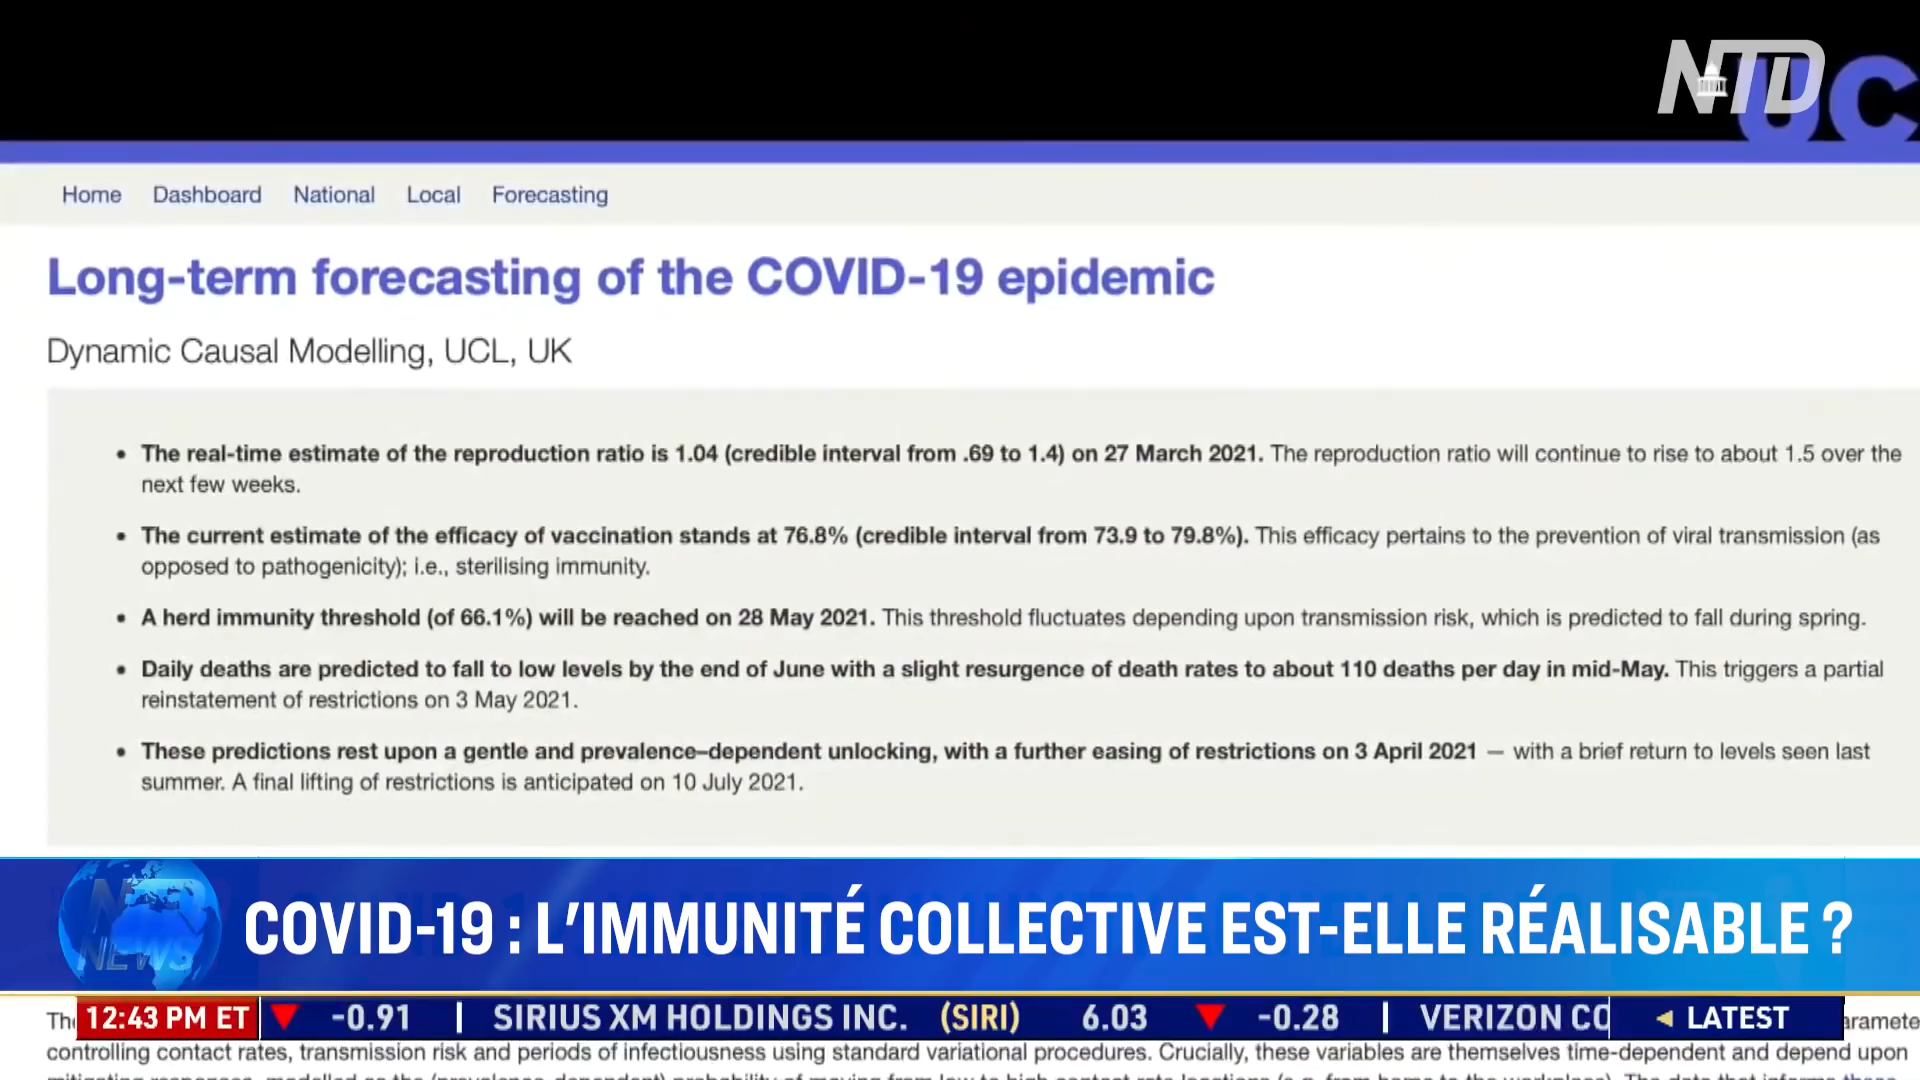 NTD
UC
Home Dashboard National Local Forecasting
Long-term forecasting of the COVID-19 epidemic
Dynamic Causal Modelling, UCL, UK
• The real-time estimate of the reproduction ratio is 1.04 (credible interval from .69 to 1.4) on 27 March 2021. The reproduction ratio will continue to rise to about 1.5 over the
next few weeks.
• The current estimate of the efficacy of vaccination stands at 76.8% (credible interval from 73.9 to 79.8%). This efficacy pertains to the prevention of viral transmission (as
opposed to pathogenicity); i.e., sterilising immunity.
• A herd immunity threshold (of 66.1%) will be reached on 28 May 2021. This threshold fluctuates depending upon transmission risk, which is predicted to fall during spring.
• Daily deaths are predicted to fall to low levels by the end of June with a slight resurgence of death rates to about 110 deaths per day in mid-May. This triggers a partial
reinstatement of restrictions on 3 May 2021.
• These predictions rest upon a gentle and prevalence–dependent unlocking, with a further easing of restrictions on 3 April 2021 — with a brief return to levels seen last
summer. A final lifting of restrictions is anticipated on 10 July 2021.
NTD
NEWS
COVID-19 : L’IMMUNITÉ COLLECTIVE EST-ELLE RÉALISABLE ?
12:43 PM ET ▼ -0.91 | SIRIUS XM HOLDINGS INC. (SIRI) 6.03 ▼ -0.28 | VERIZON CO ◄ LATEST
controlling contact rates, transmission risk and periods of infectiousness using standard variational procedures. Crucially, these variables are themselves time-dependent and depend upon